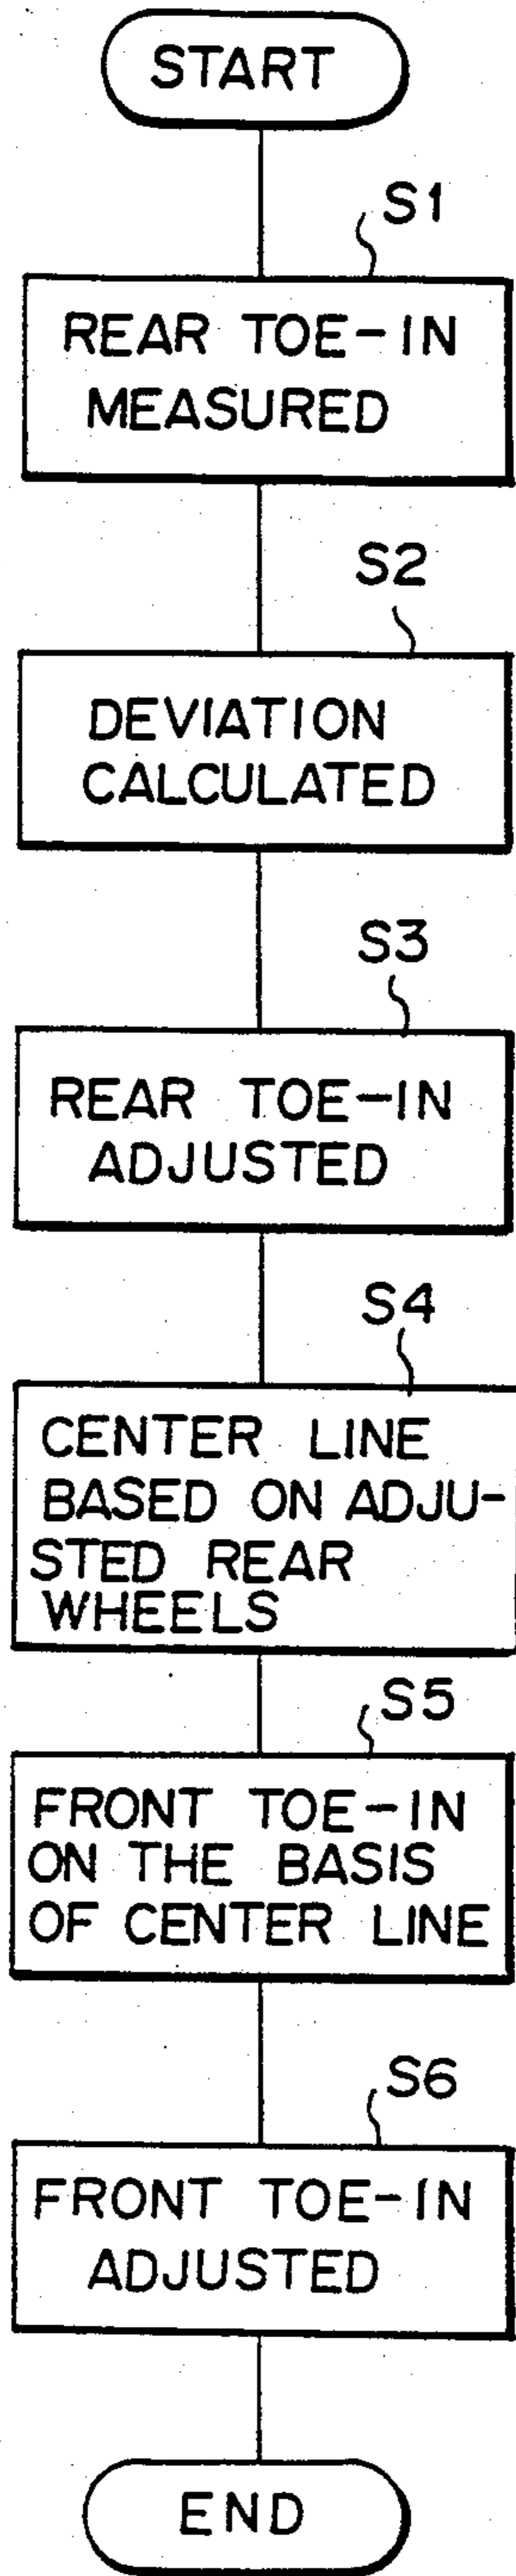 START
S1
REAR TOE-IN
MEASURED
S2
DEVIATION
CALCULATED
S3
REAR TOE-IN
ADJUSTED
S4
CENTER LINE
BASED ON ADJU-
STED REAR
WHEELS
S5
FRONT TOE-IN
ON THE BASIS
OF CENTER LINE
S6
FRONT TOE-IN
ADJUSTED
END